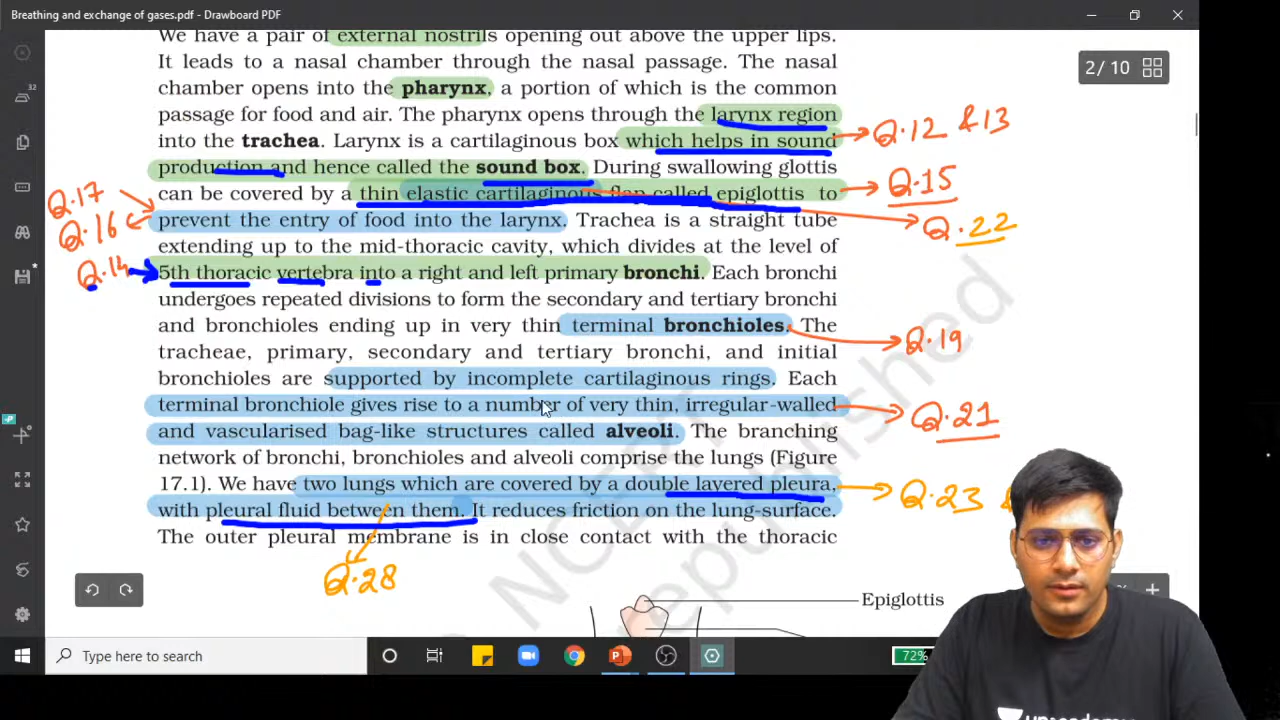 Breathing and exchange of gases.pdf - Drawboard PDF
We have a pair of external nostrils opening out above the upper lips.
It leads to a nasal chamber through the nasal passage. The nasal
chamber opens into the pharynx, a portion of which is the common
2/ 10
32
passage for food and air. The pharynx opens through the larynx region
into the trachea. Larynx is a cartilaginous box which helps in sound
Q.12 & 13
production and hence called the sound box. During swallowing glottis
can be covered by a thin elastic cartilaginous flap called epiglottis to
Q.15
Q.17
prevent the entry of food into the larynx. Trachea is a straight tube
Q.16
Q.22
extending up to the mid-thoracic cavity, which divides at the level of
5th thoracic vertebra into a right and left primary bronchi. Each bronchi
Q.14
undergoes repeated divisions to form the secondary and tertiary bronchi
and bronchioles ending up in very thin terminal bronchioles. The
Q.19
tracheae, primary, secondary and tertiary bronchi, and initial
bronchioles are supported by incomplete cartilaginous rings. Each
terminal bronchiole gives rise to a number of very thin, irregular-walled
Q.21
and vascularised bag-like structures called alveoli. The branching
network of bronchi, bronchioles and alveoli comprise the lungs (Figure
17.1). We have two lungs which are covered by a double layered pleura,
Q.23 &
with pleural fluid between them. It reduces friction on the lung-surface.
The outer pleural membrane is in close contact with the thoracic
Q.28
Epiglottis
NCERT
republished
Type here to search
72%